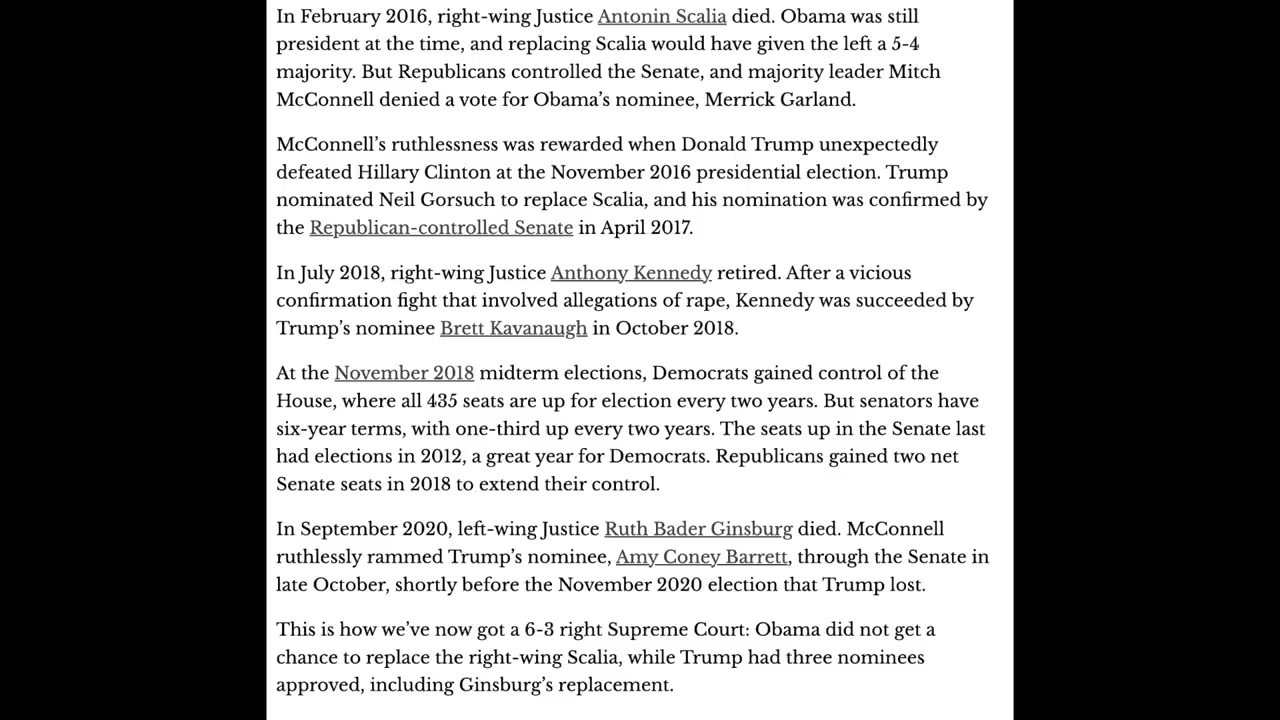 In February 2016, right-wing Justice Antonin Scalia died. Obama was still
president at the time, and replacing Scalia would have given the left a 5-4
majority. But Republicans controlled the Senate, and majority leader Mitch
McConnell denied a vote for Obama’s nominee, Merrick Garland.
McConnell’s ruthlessness was rewarded when Donald Trump unexpectedly
defeated Hillary Clinton at the November 2016 presidential election. Trump
nominated Neil Gorsuch to replace Scalia, and his nomination was confirmed by
the Republican-controlled Senate in April 2017.
In July 2018, right-wing Justice Anthony Kennedy retired. After a vicious
confirmation fight that involved allegations of rape, Kennedy was succeeded by
Trump’s nominee Brett Kavanaugh in October 2018.
At the November 2018 midterm elections, Democrats gained control of the
House, where all 435 seats are up for election every two years. But senators have
six-year terms, with one-third up every two years. The seats up in the Senate last
had elections in 2012, a great year for Democrats. Republicans gained two net
Senate seats in 2018 to extend their control.
In September 2020, left-wing Justice Ruth Bader Ginsburg died. McConnell
ruthlessly rammed Trump’s nominee, Amy Coney Barrett, through the Senate in
late October, shortly before the November 2020 election that Trump lost.
This is how we’ve now got a 6-3 right Supreme Court: Obama did not get a
chance to replace the right-wing Scalia, while Trump had three nominees
approved, including Ginsburg’s replacement.